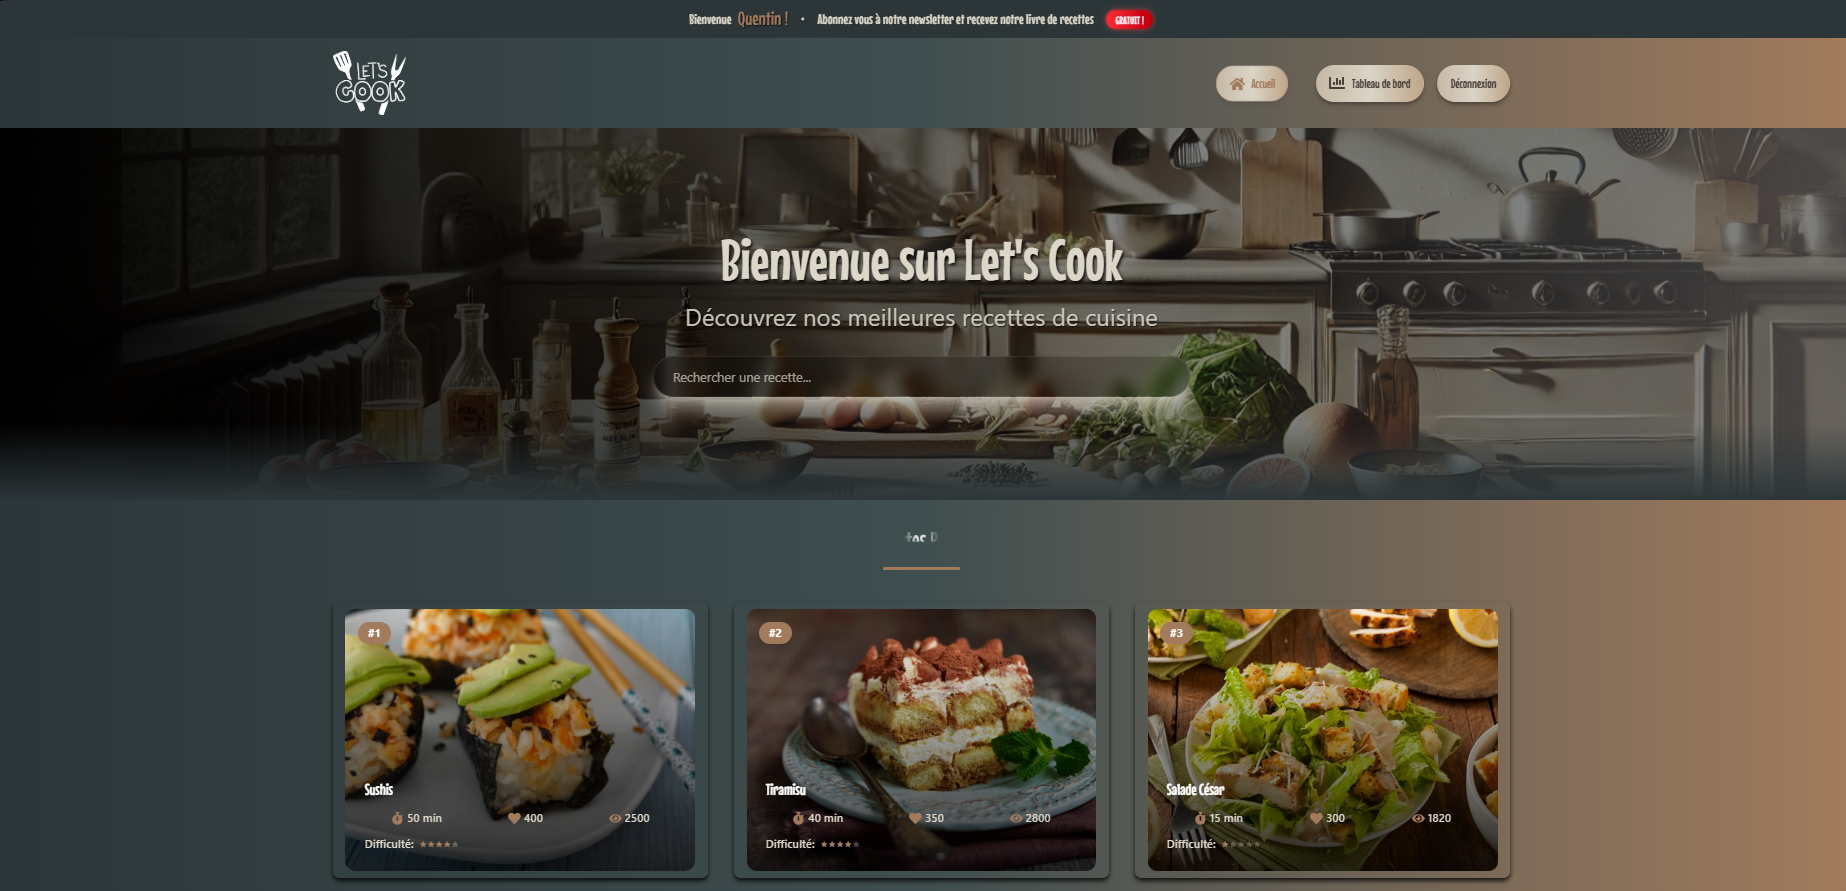 Bienvenue Quentin ! • Abonnez vous à notre newsletter et recevez notre livre de recettes GRATUIT !
LET'S
COOK
Accueil
Tableau de bord
Déconnexion
Bienvenue sur Let's Cook
Découvrez nos meilleures recettes de cuisine
Rechercher une recette...
#1
Sushis
50 min
400
2500
Difficulté:
#2
Tiramisu
40 min
350
2800
Difficulté:
#3
Salade César
15 min
300
1820
Difficulté: